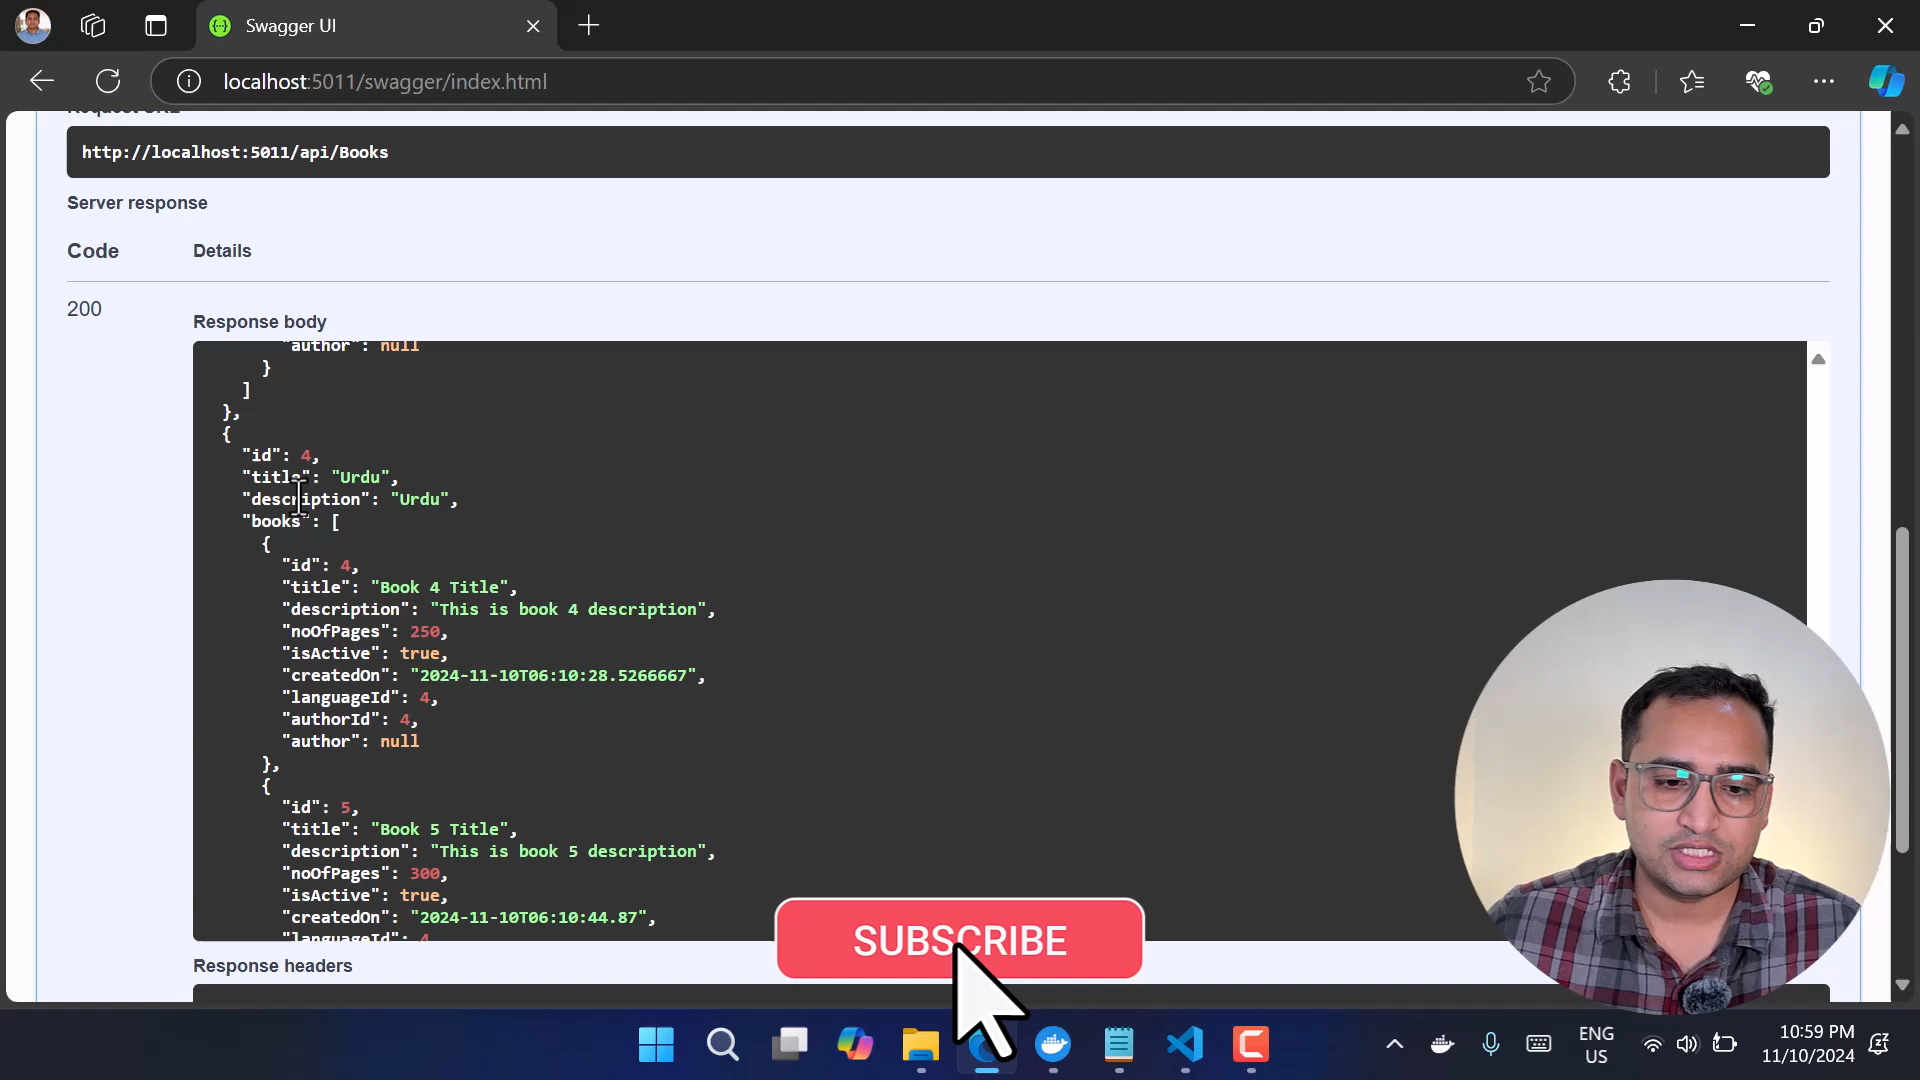 Swagger UI
localhost:5011/swagger/index.html
Request URL
http://localhost:5011/api/Books
Server response
Code Details
200
Response body
"author": null
}
]
},
{
"id": 4,
"title": "Urdu",
"description": "Urdu",
"books": [
{
"id": 4,
"title": "Book 4 Title",
"description": "This is book 4 description",
"noOfPages": 250,
"isActive": true,
"createdOn": "2024-11-10T06:10:28.5266667",
"languageId": 4,
"authorId": 4,
"author": null
},
{
"id": 5,
"title": "Book 5 Title",
"description": "This is book 5 description",
"noOfPages": 300,
"isActive": true,
"createdOn": "2024-11-10T06:10:44.87",
"languageId": 4
SUBSCRIBE
Response headers
ENG
US
10:59 PM
11/10/2024